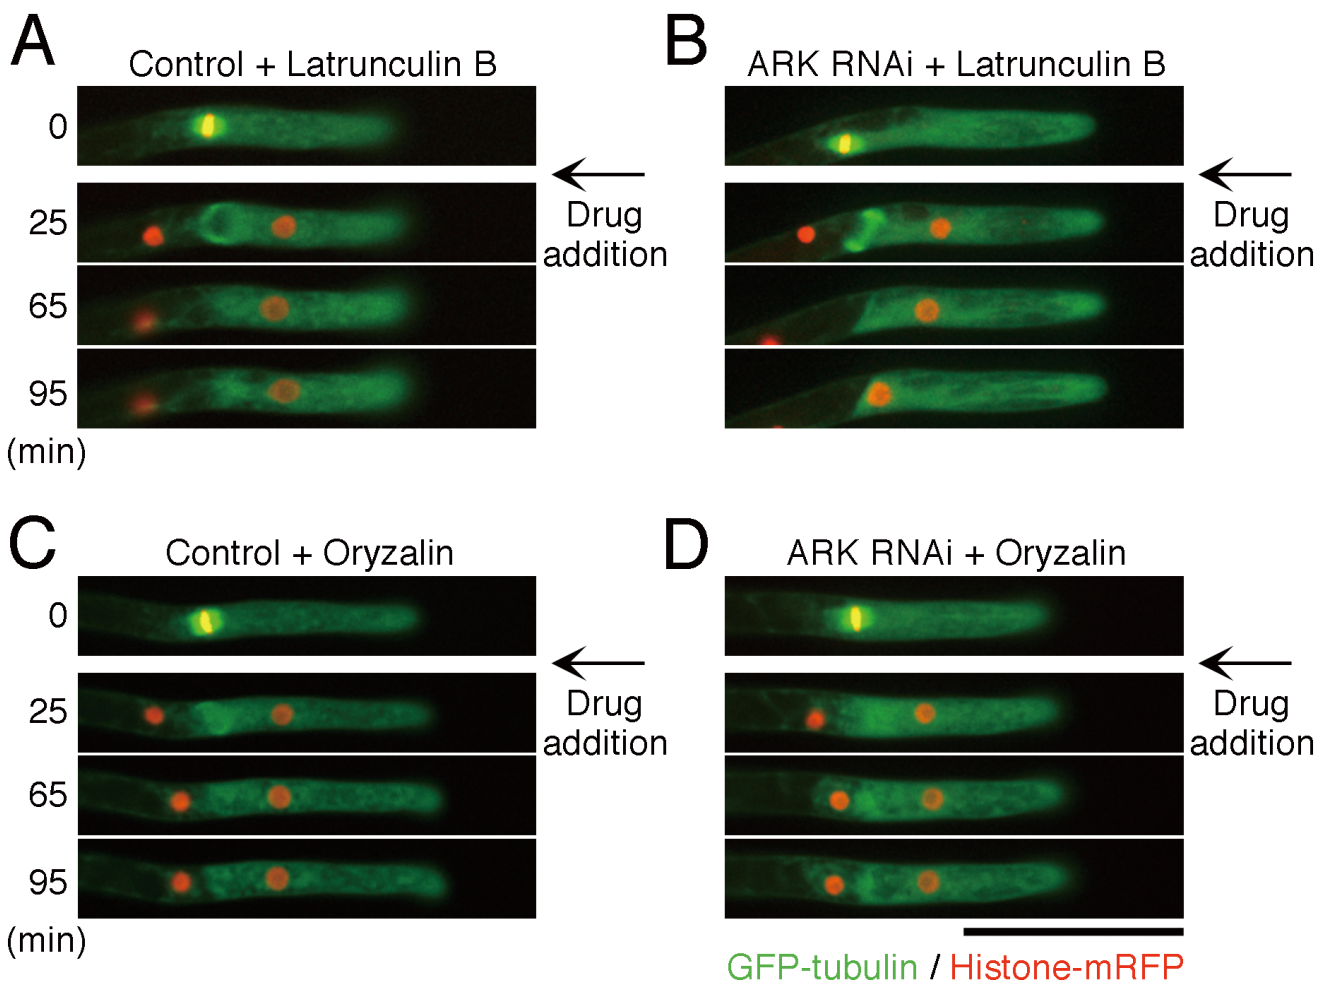 A
Control + Latrunculin B
0
25
65
95
(min)
Drug
addition
B
ARK RNAi + Latrunculin B
Drug
addition
C
Control + Oryzalin
0
25
65
95
(min)
Drug
addition
D
ARK RNAi + Oryzalin
Drug
addition
GFP-tubulin / Histone-mRFP